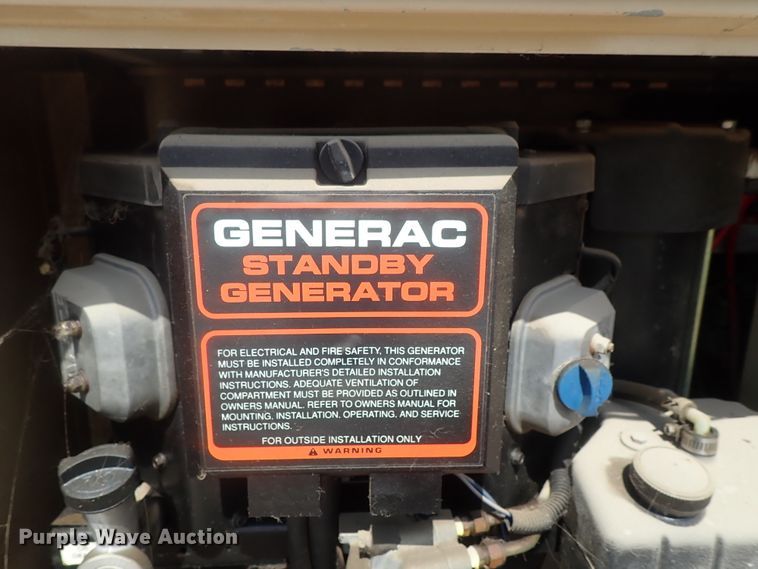 GENERAC
STANDBY
GENERATOR
FOR ELECTRICAL AND FIRE SAFETY, THIS GENERATOR
MUST BE INSTALLED COMPLETELY IN CONFORMANCE
WITH MANUFACTURER'S DETAILED INSTALLATION
INSTRUCTIONS. ADEQUATE VENTILATION OF
COMPARTMENT MUST BE PROVIDED AS OUTLINED IN
OWNERS MANUAL. REFER TO OWNERS MANUAL FOR
MOUNTING, INSTALLATION, OPERATING, AND SERVICE
INSTRUCTIONS.
FOR OUTSIDE INSTALLATION ONLY
WARNING
Purple Wave Auction